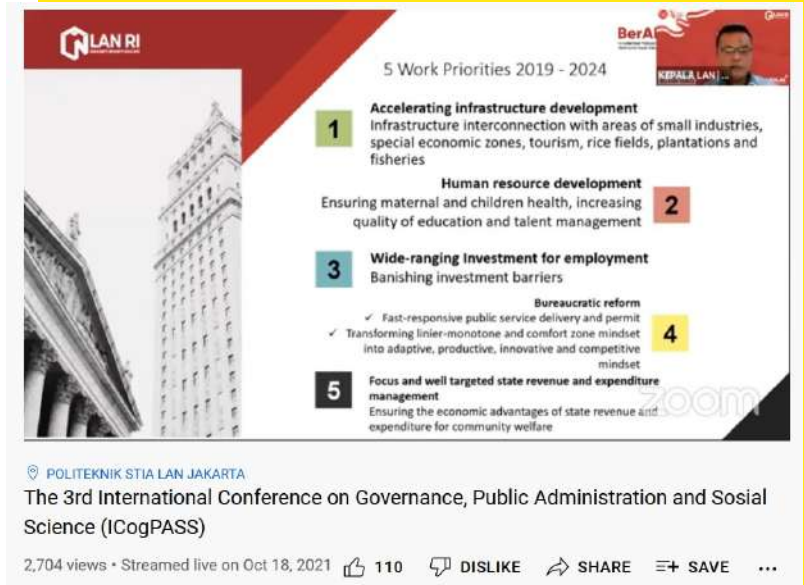 LAN RI
BerA
KEPALA LAN | ...
5 Work Priorities 2019 - 2024
1
Accelerating infrastructure development
Infrastructure interconnection with areas of small industries,
special economic zones, tourism, rice fields, plantations and
fisheries
Human resource development
Ensuring maternal and children health, increasing
quality of education and talent management
2
3
Wide-ranging Investment for employment
Banishing investment barriers
Bureaucratic reform
✓ Fast-responsive public service delivery and permit
✓ Transforming linier-monotone and comfort zone mindset
into adaptive, productive, innovative and competitive
mindset
4
5
Focus and well targeted state revenue and expenditure
management
Ensuring the economic advantages of state revenue and
expenditure for community welfare
zoom
POLITEKNIK STIA LAN JAKARTA
The 3rd International Conference on Governance, Public Administration and Sosial
Science (ICogPASS)
2,704 views • Streamed live on Oct 18, 2021 110 DISLIKE SHARE SAVE ...